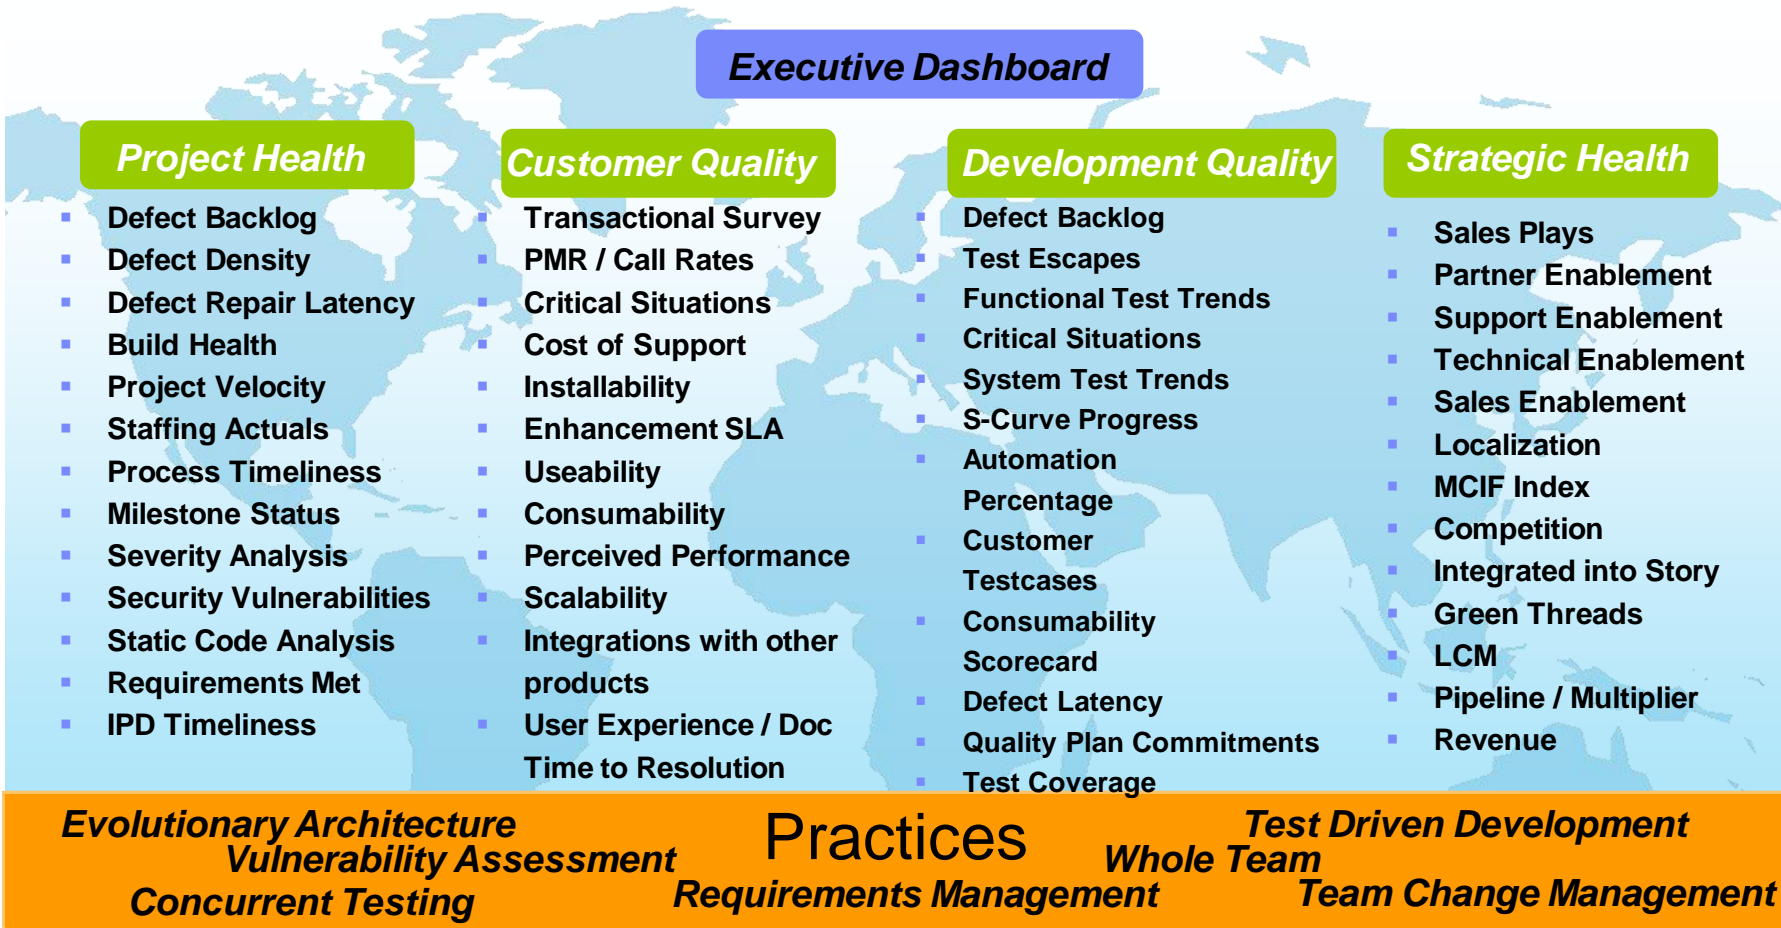 Executive Dashboard
Project Health
Defect Backlog
Defect Density
Defect Repair Latency
Build Health
Project Velocity
Staffing Actuals
Process Timeliness
Milestone Status
Severity Analysis
Security Vulnerabilities
Static Code Analysis
Requirements Met
IPD Timeliness
Customer Quality
Transactional Survey
PMR / Call Rates
Critical Situations
Cost of Support
Installability
Enhancement SLA
Useability
Consumability
Perceived Performance
Scalability
Integrations with other
products
User Experience / Doc
Time to Resolution
Development Quality
Defect Backlog
Test Escapes
Functional Test Trends
Critical Situations
System Test Trends
S-Curve Progress
Automation
Percentage
Customer
Testcases
Consumability
Scorecard
Defect Latency
Quality Plan Commitments
Test Coverage
Strategic Health
Sales Plays
Partner Enablement
Support Enablement
Technical Enablement
Sales Enablement
Localization
MCIF Index
Competition
Integrated into Story
Green Threads
LCM
Pipeline / Multiplier
Revenue
Practices
Evolutionary Architecture
Vulnerability Assessment
Concurrent Testing
Requirements Management
Whole Team
Test Driven Development
Team Change Management